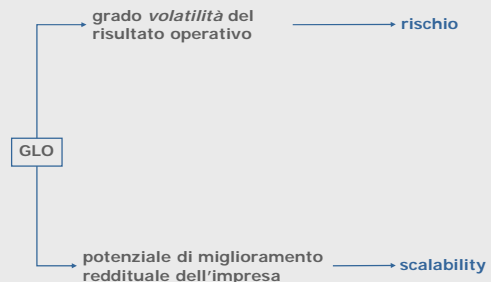 grado volatilità del
risultato operativo
rischio
GLO
potenziale di miglioramento
reddituale dell'impresa
scalability